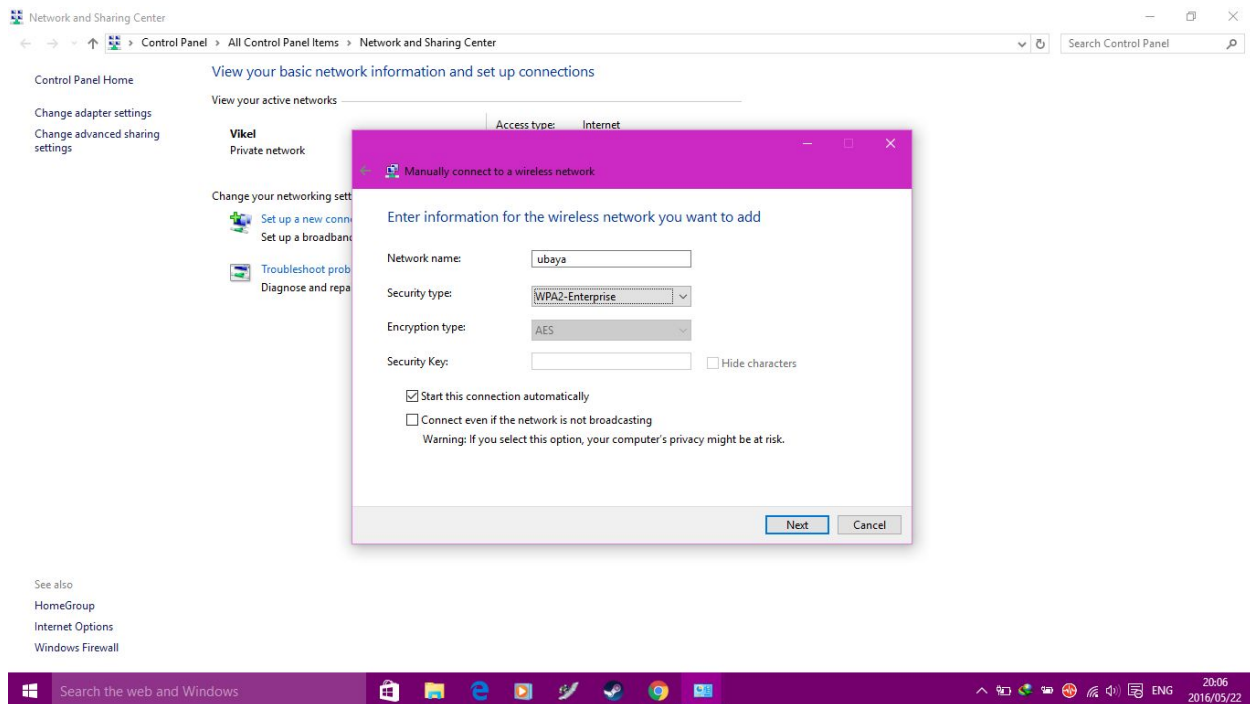 Network and Sharing Center
Control Panel > All Control Panel Items > Network and Sharing Center
Search Control Panel
Control Panel Home
Change adapter settings
Change advanced sharing
settings
View your basic network information and set up connections
View your active networks
Vikel
Private network
Access type: Internet
Change your networking sett
Set up a new conn
Set up a broadban
Troubleshoot prob
Diagnose and repa
Manually connect to a wireless network
Enter information for the wireless network you want to add
Network name: ubaya
Security type: WPA2-Enterprise
Encryption type: AES
Security Key: Hide characters
Start this connection automatically
Connect even if the network is not broadcasting
Warning: If you select this option, your computer's privacy might be at risk.
Next Cancel
See also
HomeGroup
Internet Options
Windows Firewall
Search the web and Windows
ENG
20:06
2016/05/22